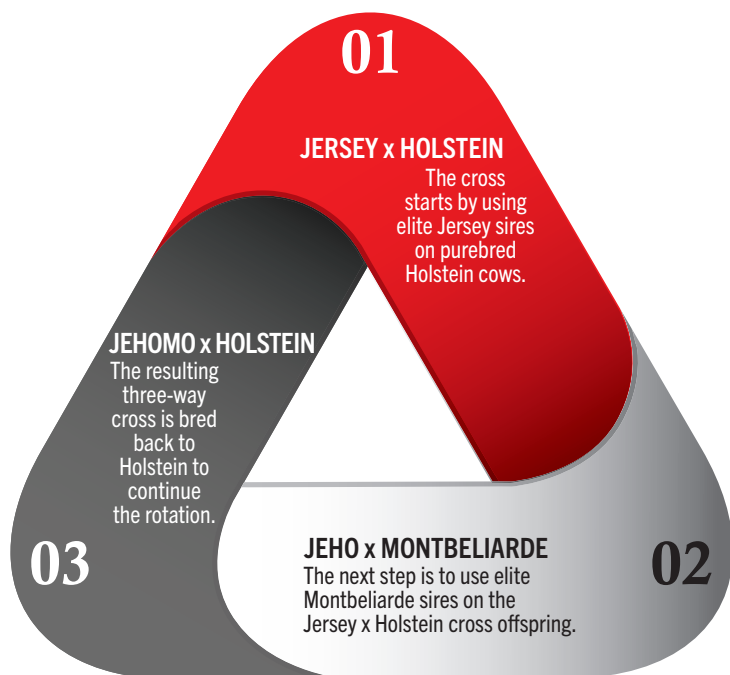 01
JERSEY x HOLSTEIN
The cross
starts by using
elite Jersey sires
on purebred
Holstein cows.
02
JEHO x MONTBELIARDE
The next step is to use elite
Montbeliarde sires on the
Jersey x Holstein cross offspring.
03
JEHOMO x HOLSTEIN
The resulting
three-way
cross is bred
back to
Holstein to
continue
the rotation.